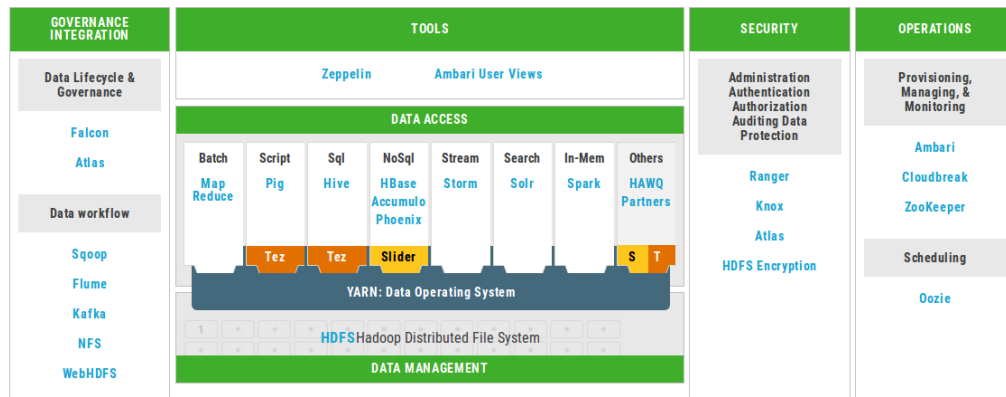 GOVERNANCE
INTEGRATION
Data Lifecycle &
Governance
Falcon
Atlas
Data workflow
Sqoop
Flume
Kafka
NFS
WebHDFS
TOOLS
Zeppelin Ambari User Views
DATA ACCESS
Batch
Map
Reduce
Script
Pig
Tez
Sql
Hive
Tez
NoSql
HBase
Accumulo
Phoenix
Slider
Stream
Storm
Search
Solr
In-Mem
Spark
Others
HAWQ
Partners
S T
YARN: Data Operating System
1
HDFS Hadoop Distributed File System
DATA MANAGEMENT
SECURITY
Administration
Authentication
Authorization
Auditing Data
Protection
Ranger
Knox
Atlas
HDFS Encryption
OPERATIONS
Provisioning,
Managing, &
Monitoring
Ambari
Cloudbreak
ZooKeeper
Scheduling
Oozie